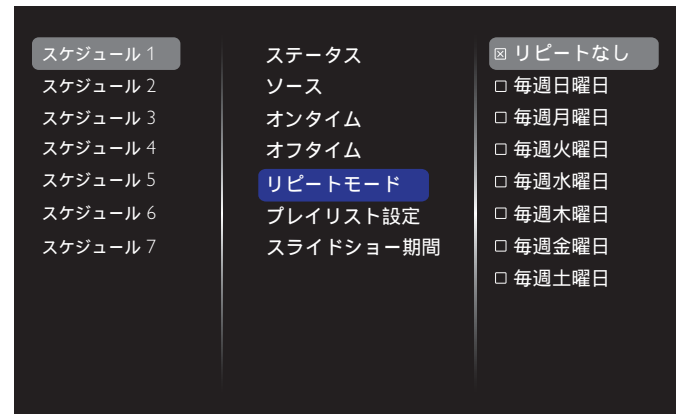 スケジュール 1
スケジュール 2
スケジュール 3
スケジュール 4
スケジュール 5
スケジュール 6
スケジュール 7
ステータス
ソース
オンタイム
オフタイム
リピートモード
プレイリスト設定
スライドショー期間
リピートなし
毎週日曜日
毎週月曜日
毎週火曜日
毎週水曜日
毎週木曜日
毎週金曜日
毎週土曜日